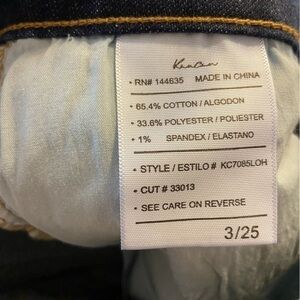 KanCan
• RN# 144635 MADE IN CHINA
• 65.4% COTTON / ALGODON
• 33.6% POLYESTER / POLIESTER
• 1% SPANDEX / ELASTANO
• STYLE / ESTILO # KC7085LOH
• CUT # 33013
• SEE CARE ON REVERSE
3/25